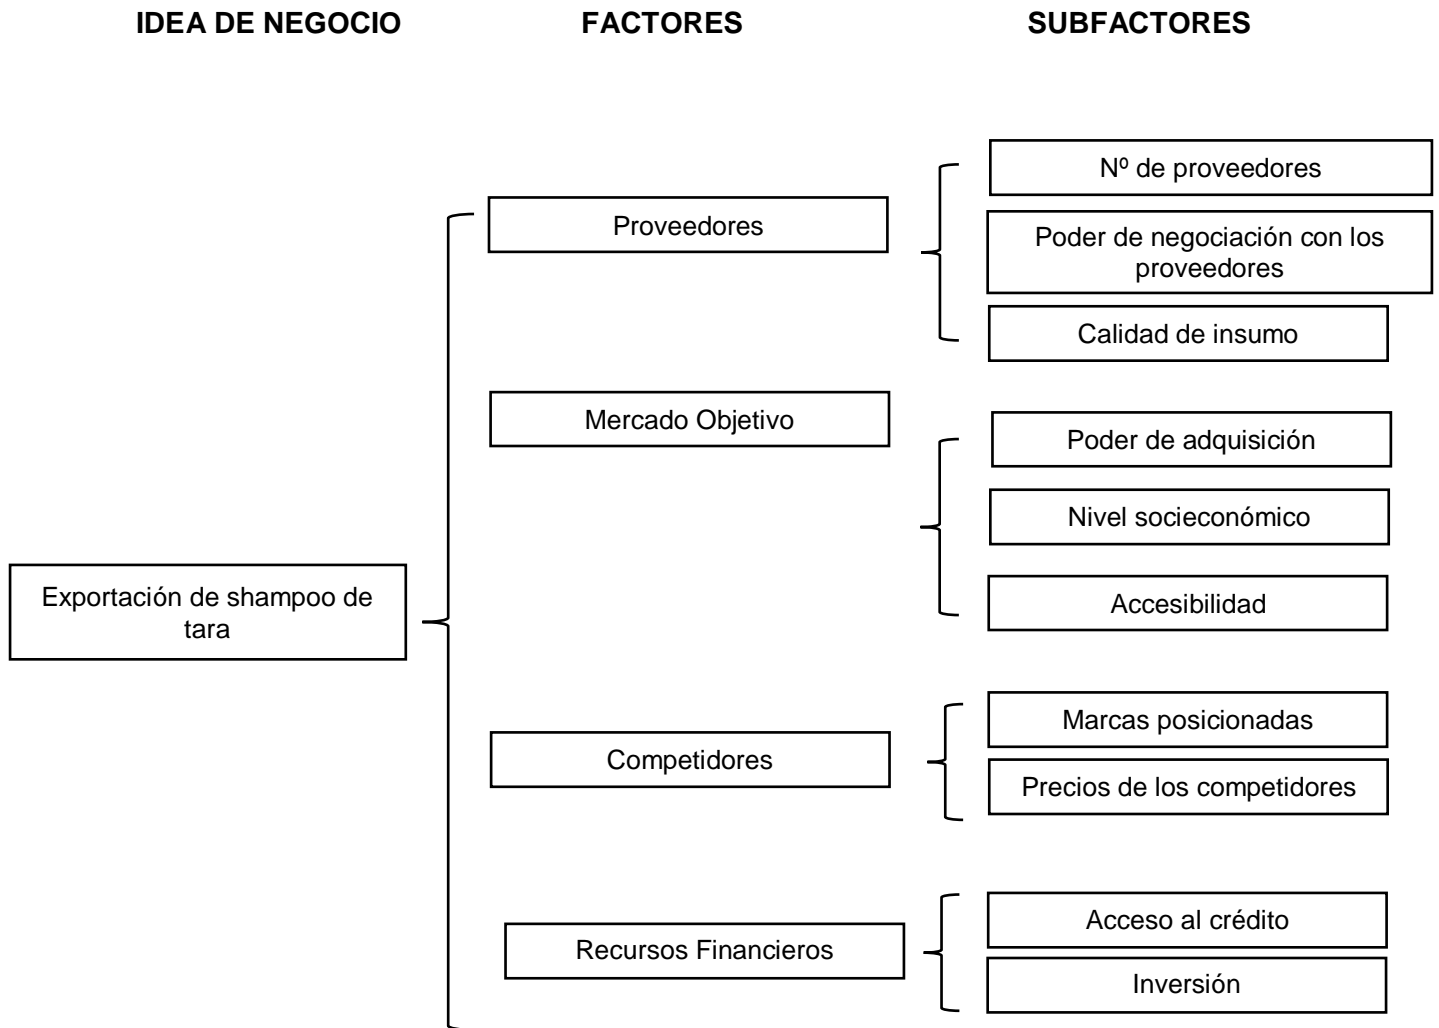 IDEA DE NEGOCIO
FACTORES
SUBFACTORES
Exportación de shampoo de
tara
Proveedores
Nº de proveedores
Poder de negociación con los
proveedores
Calidad de insumo
Mercado Objetivo
Poder de adquisición
Nivel socieconómico
Accesibilidad
Competidores
Marcas posicionadas
Precios de los competidores
Recursos Financieros
Acceso al crédito
Inversión